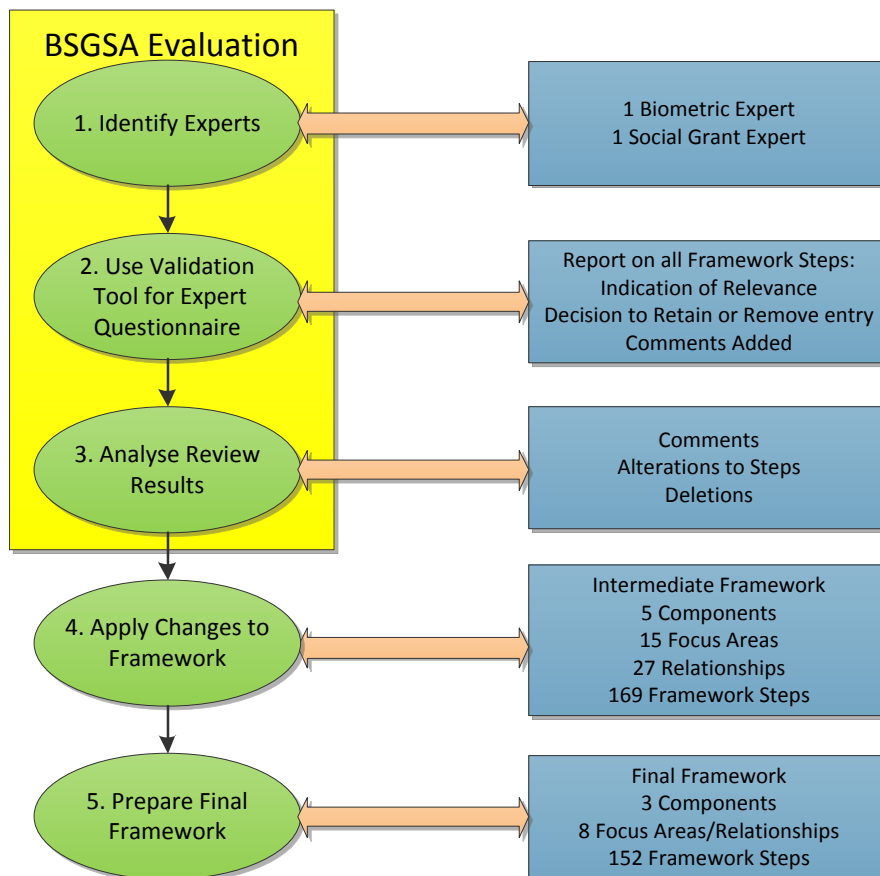 BSGSA Evaluation
1. Identify Experts
1 Biometric Expert
1 Social Grant Expert
2. Use Validation
Tool for Expert
Questionnaire
Report on all Framework Steps:
Indication of Relevance
Decision to Retain or Remove entry
Comments Added
3. Analyse Review
Results
Comments
Alterations to Steps
Deletions
4. Apply Changes to
Framework
Intermediate Framework
5 Components
15 Focus Areas
27 Relationships
169 Framework Steps
5. Prepare Final
Framework
Final Framework
3 Components
8 Focus Areas/Relationships
152 Framework Steps